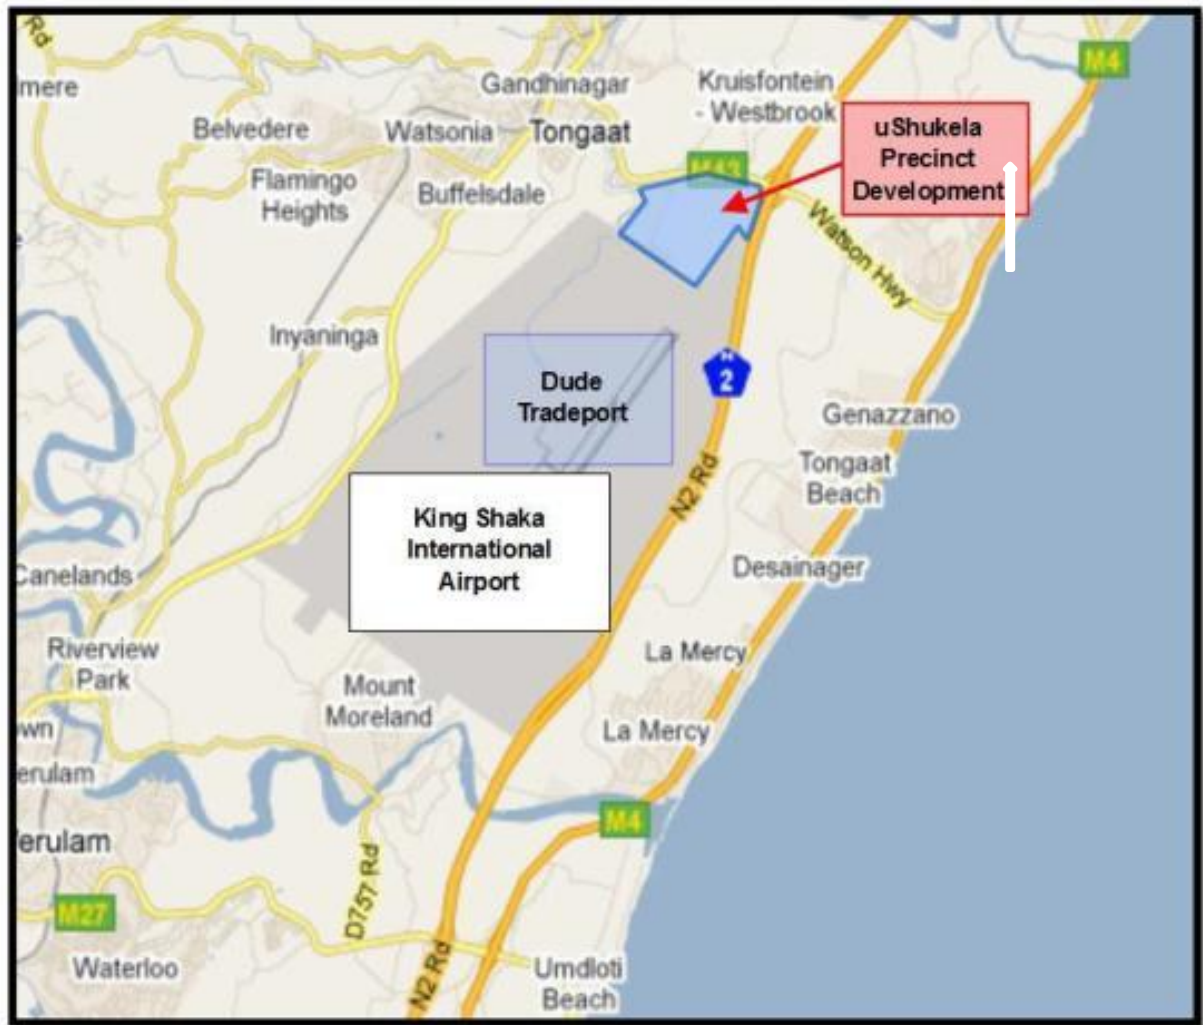 Rd
M4
mere
Gandhinagar
Kruisfontein
- Westbrook
Belvedere
Watsonia
Tongaat
uShukela
Precinct
Development
M43
Flamingo
Heights
Buffelsdale
Watson Hwy
Inyaninga
Dude
Tradeport
N
2
Genazzano
Tongaat
Beach
N2 Rd
King Shaka
International
Airport
Desainager
Canelands
Riverview
Park
La Mercy
Mount
Moreland
own
La Mercy
erulam
M4
erulam
D757 Rd
M27
N2 Rd
Waterloo
Umdloti
Beach